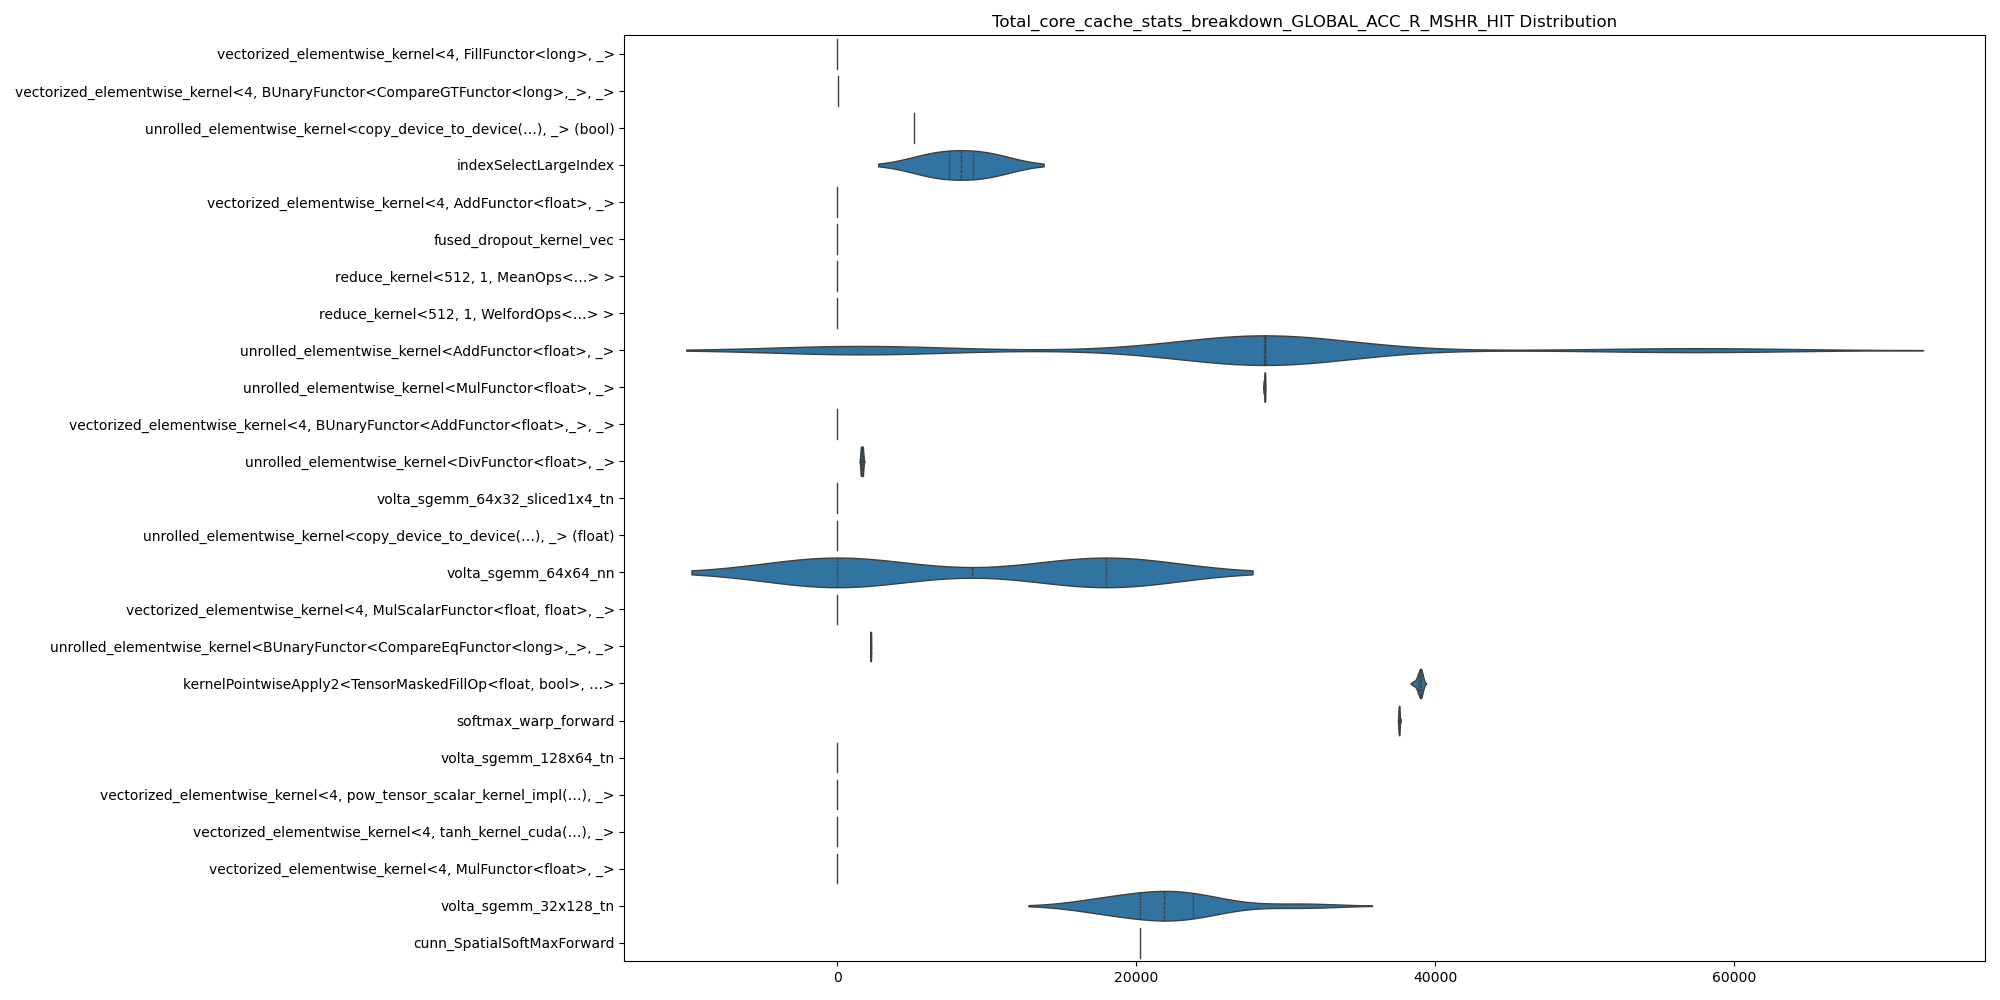 Total_core_cache_stats_breakdown_GLOBAL_ACC_R_MSHR_HIT Distribution
vectorized_elementwise_kernel<4, FillFunctor<long>, _>
vectorized_elementwise_kernel<4, BUnaryFunctor<CompareGTFunctor<long>,_>, _>
unrolled_elementwise_kernel<copy_device_to_device(...), _> (bool)
indexSelectLargeIndex
vectorized_elementwise_kernel<4, AddFunctor<float>, _>
fused_dropout_kernel_vec
reduce_kernel<512, 1, MeanOps<...> >
reduce_kernel<512, 1, WelfordOps<...> >
unrolled_elementwise_kernel<AddFunctor<float>, _>
unrolled_elementwise_kernel<MulFunctor<float>, _>
vectorized_elementwise_kernel<4, BUnaryFunctor<AddFunctor<float>,_>, _>
unrolled_elementwise_kernel<DivFunctor<float>, _>
volta_sgemm_64x32_sliced1x4_tn
unrolled_elementwise_kernel<copy_device_to_device(...), _> (float)
volta_sgemm_64x64_nn
vectorized_elementwise_kernel<4, MulScalarFunctor<float, float>, _>
unrolled_elementwise_kernel<BUnaryFunctor<CompareEqFunctor<long>,_>, _>
kernelPointwiseApply2<TensorMaskedFillOp<float, bool>, ...>
softmax_warp_forward
volta_sgemm_128x64_tn
vectorized_elementwise_kernel<4, pow_tensor_scalar_kernel_impl(...), _>
vectorized_elementwise_kernel<4, tanh_kernel_cuda(...), _>
vectorized_elementwise_kernel<4, MulFunctor<float>, _>
volta_sgemm_32x128_tn
cunn_SpatialSoftMaxForward
0 20000 40000 60000